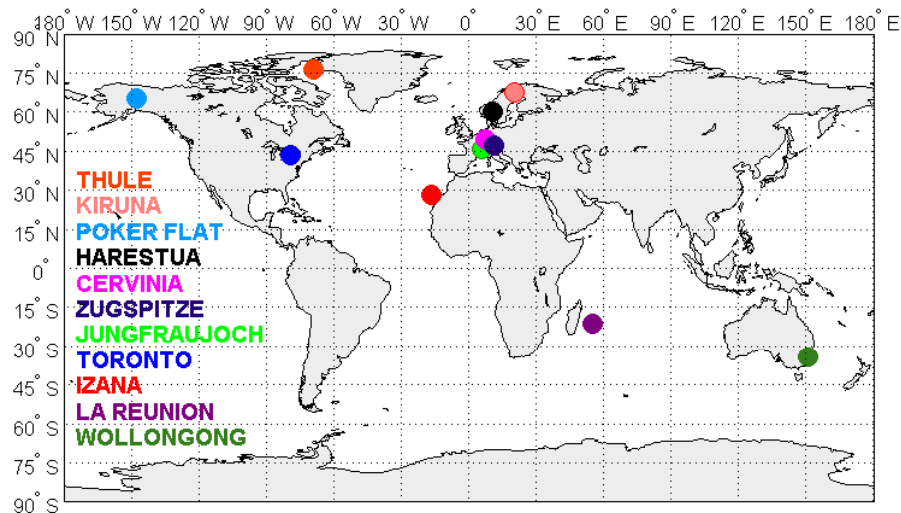 180° W 150° W 120° W 90° W 60° W 30° W 0° 30° E 60° E 90° E 120° E 150° E 180° E
90° N
75° N
60° N
45° N
30° N
15° N
0°
15° S
30° S
45° S
60° S
75° S
90° S
THULE
KIRUNA
POKER FLAT
HARESTUA
CERVINIA
ZUGSPITZE
JUNGFRAUJOCH
TORONTO
IZANA
LA REUNION
WOLLONGONG